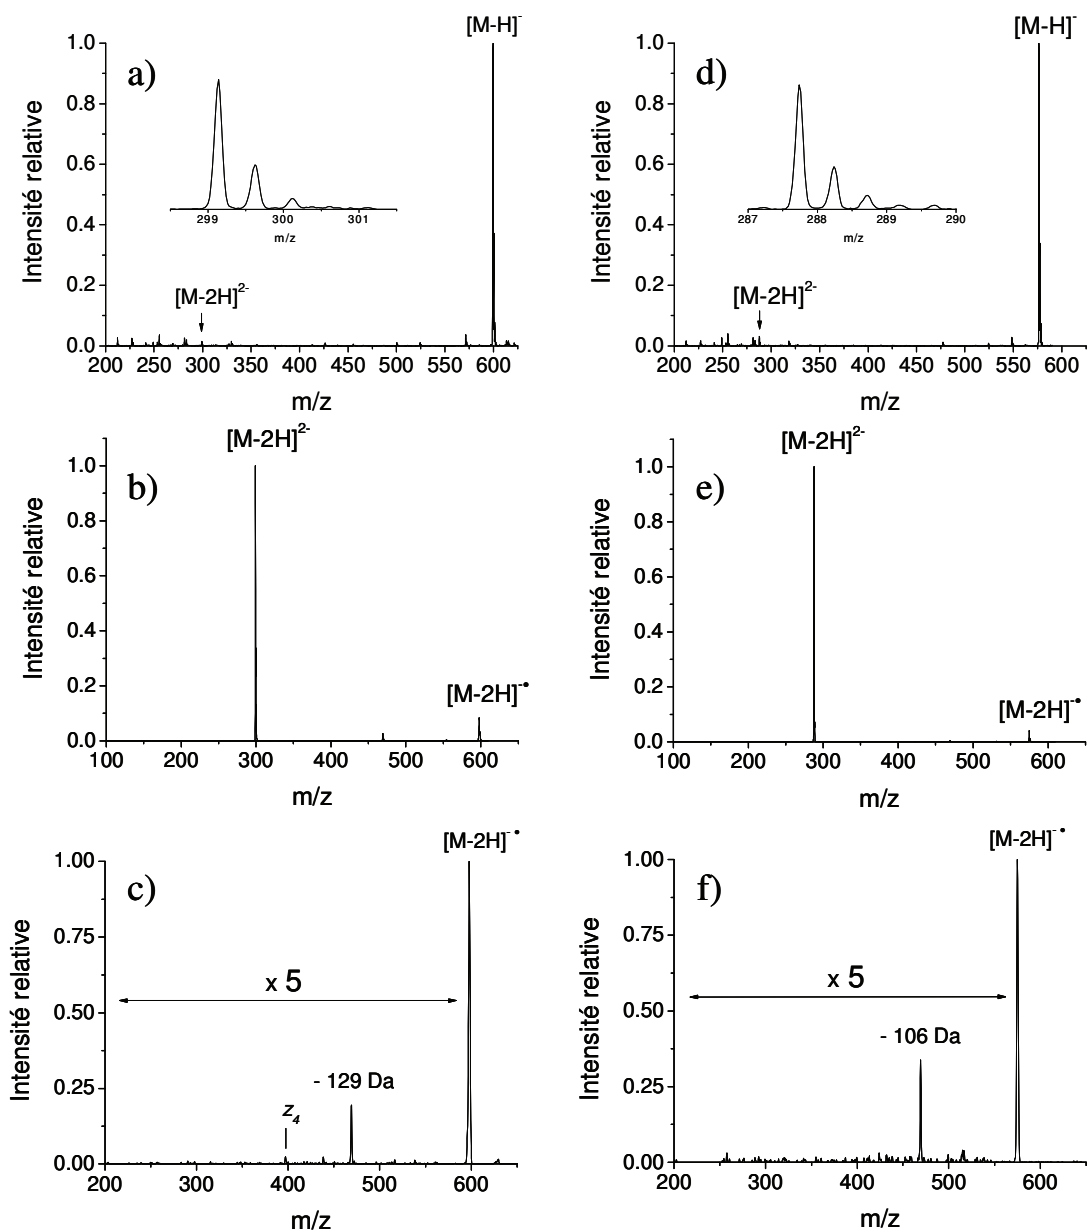 [M-H]-
a)
1.0
0.8
0.6
0.4
0.2
0.0
Intensité relative
299 300 301
m/z
[M-2H]2-
200 250 300 350 400 450 500 550 600
m/z
[M-H]-
d)
1.0
0.8
0.6
0.4
0.2
0.0
Intensité relative
287 288 289 290
m/z
[M-2H]2-
200 250 300 350 400 450 500 550 600
m/z
[M-2H]2-
b)
1.0
0.8
0.6
0.4
0.2
0.0
Intensité relative
[M-2H]-•
100 200 300 400 500 600
m/z
[M-2H]2-
e)
1.0
0.8
0.6
0.4
0.2
0.0
Intensité relative
[M-2H]-•
100 200 300 400 500 600
m/z
[M-2H]- •
c)
1.00
0.75
0.50
0.25
0.00
Intensité relative
x 5
- 129 Da
z4
200 300 400 500 600
m/z
[M-2H]- •
f)
1.00
0.75
0.50
0.25
0.00
Intensité relative
x 5
- 106 Da
200 300 400 500 600
m/z